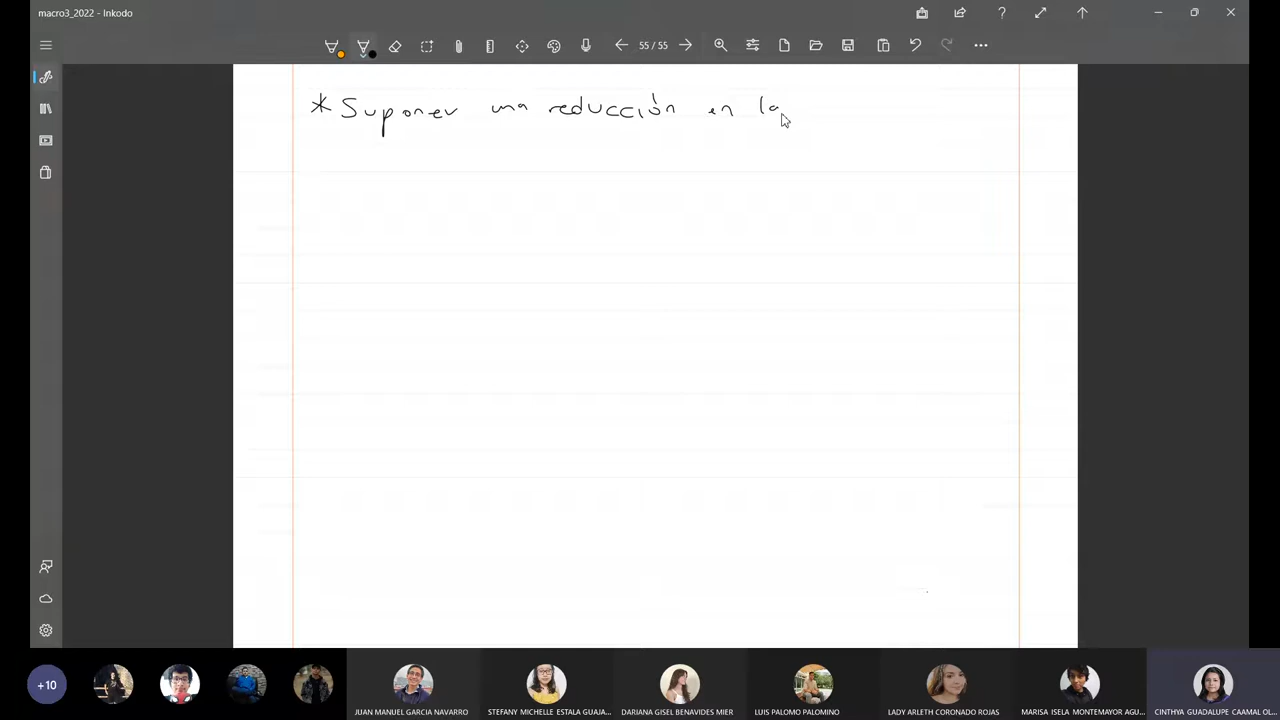 macro3_2022 - Inkodo
55 / 55
* Suponer una reducción en la
+10
JUAN MANUEL GARCIA NAVARRO
STEFANY MICHELLE ESTALA GUAJA...
DARIANA GISEL BENAVIDES MIER
LUIS PALOMO PALOMINO
LADY ARLETH CORONADO ROJAS
MARISA ISELA MONTEMAYOR AGU...
CINTHYA GUADALUPE CAAMAL OL...